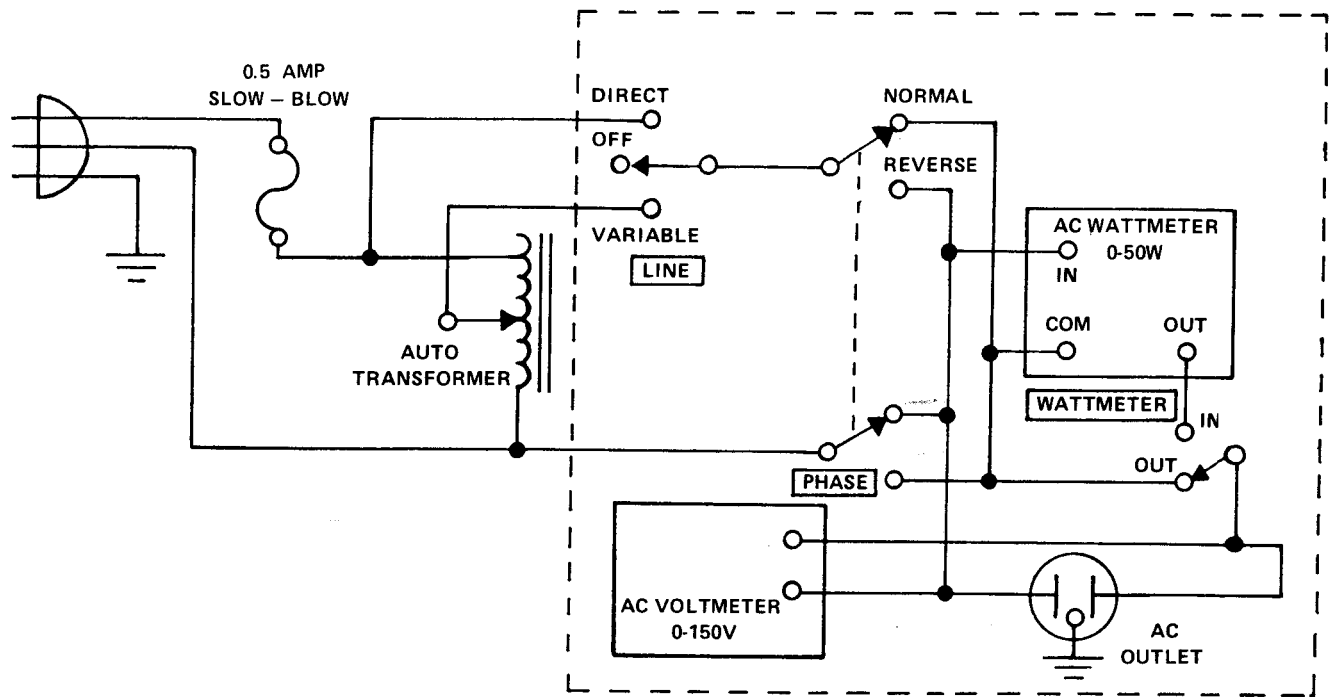 0.5 AMP
SLOW – BLOW
DIRECT
OFF
VARIABLE
LINE
NORMAL
REVERSE
AUTO
TRANSFORMER
AC WATTMETER
0-50W
IN
COM
OUT
WATTMETER
IN
OUT
PHASE
AC VOLTMETER
0-150V
AC
OUTLET